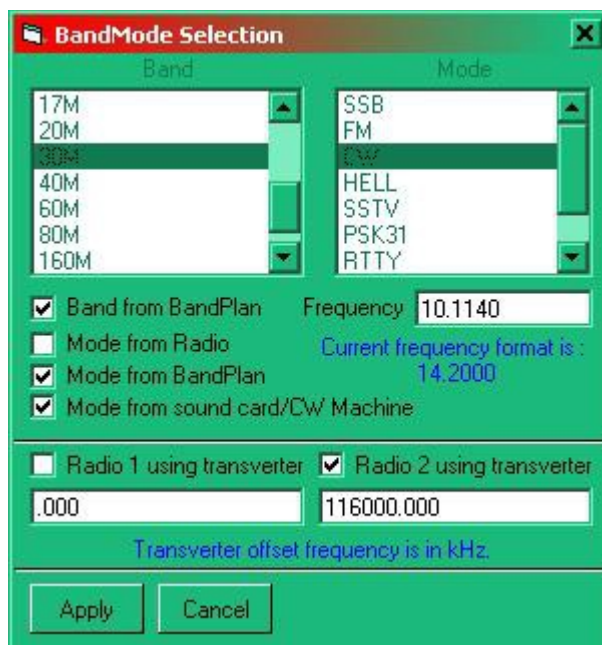 BandMode Selection
Band
Mode
17M
20M
30M
40M
60M
80M
160M
SSB
FM
CW
HELL
SSTV
PSK31
RTTY
Band from BandPlan
Frequency 10.1140
Mode from Radio
Current frequency format is :
14.2000
Mode from BandPlan
Mode from sound card/CW Machine
Radio 1 using transverter
Radio 2 using transverter
.000
116000.000
Transverter offset frequency is in kHz.
Apply
Cancel